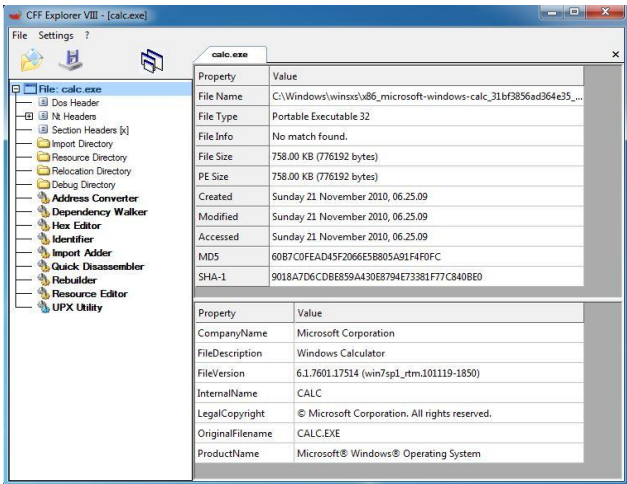 CFF Explorer VIII - [calc.exe]
File Settings ?
File: calc.exe
Dos Header
Nt Headers
Section Headers [x]
Import Directory
Resource Directory
Relocation Directory
Debug Directory
Address Converter
Dependency Walker
Hex Editor
Identifier
Import Adder
Quick Disassembler
Rebuilder
Resource Editor
UPX Utility
calc.exe
Property Value
File Name C:\Windows\winsxs\x86_microsoft-windows-calc_31bf3856ad364e35_...
File Type Portable Executable 32
File Info No match found.
File Size 758.00 KB (776192 bytes)
PE Size 758.00 KB (776192 bytes)
Created Sunday 21 November 2010, 06.25.09
Modified Sunday 21 November 2010, 06.25.09
Accessed Sunday 21 November 2010, 06.25.09
MD5 60B7C0FEAD45F2066E5B805A91F4F0FC
SHA-1 9018A7D6CDBE859A430E8794E73381F77C840BE0
Property Value
CompanyName Microsoft Corporation
FileDescription Windows Calculator
FileVersion 6.1.7601.17514 (win7sp1_rtm.101119-1850)
InternalName CALC
LegalCopyright © Microsoft Corporation. All rights reserved.
OriginalFilename CALC.EXE
ProductName Microsoft® Windows® Operating System